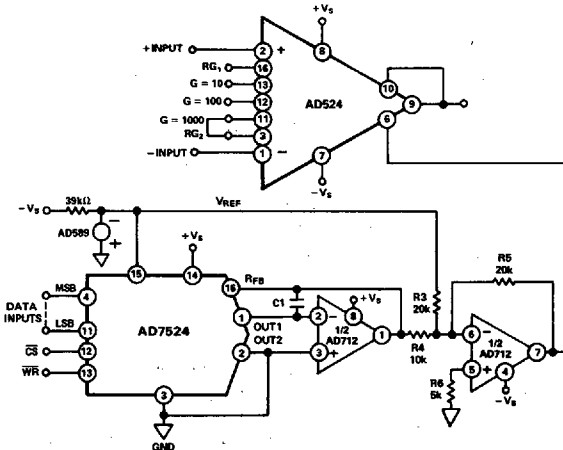 +VS
+INPUT
2
+
8
RG1
16
G = 10
13
10
G = 100
12
AD524
9
G = 1000
11
6
RG2
3
-INPUT
1
−
7
-VS
39kΩ
-VS
VREF
−
AD589
+
+VS
R5
20k
15
14
RFB
16
R3
20k
MSB
4
C1
+VS
DATA
INPUTS
1
2
−
8
LSB
11
AD7524
OUT1
1/2
AD712
1
6
−
OUT2
R4
10k
1/2
AD712
7
CS
12
2
3
+
5
+
WR
13
R6
5k
4
-VS
3
GND